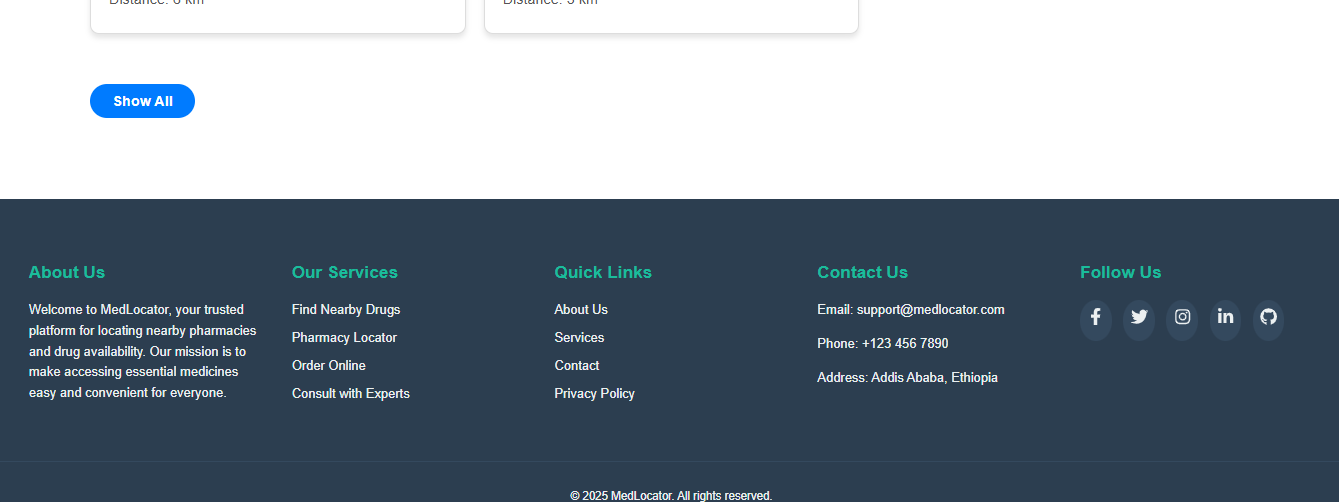 Distance: 6 km
Distance: 5 km
Show All
About Us
Welcome to MedLocator, your trusted
platform for locating nearby pharmacies
and drug availability. Our mission is to
make accessing essential medicines
easy and convenient for everyone.
Our Services
Find Nearby Drugs
Pharmacy Locator
Order Online
Consult with Experts
Quick Links
About Us
Services
Contact
Privacy Policy
Contact Us
Email: support@medlocator.com
Phone: +123 456 7890
Address: Addis Ababa, Ethiopia
Follow Us
© 2025 MedLocator. All rights reserved.